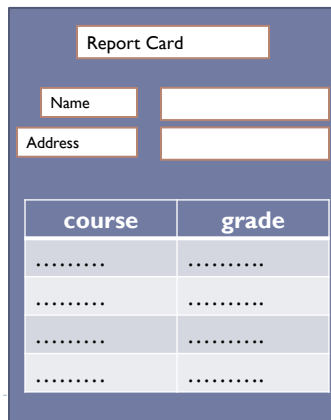 Report Card
Name
Address
course grade
……… ……….
……… ……….
……… ……….
……… ……….